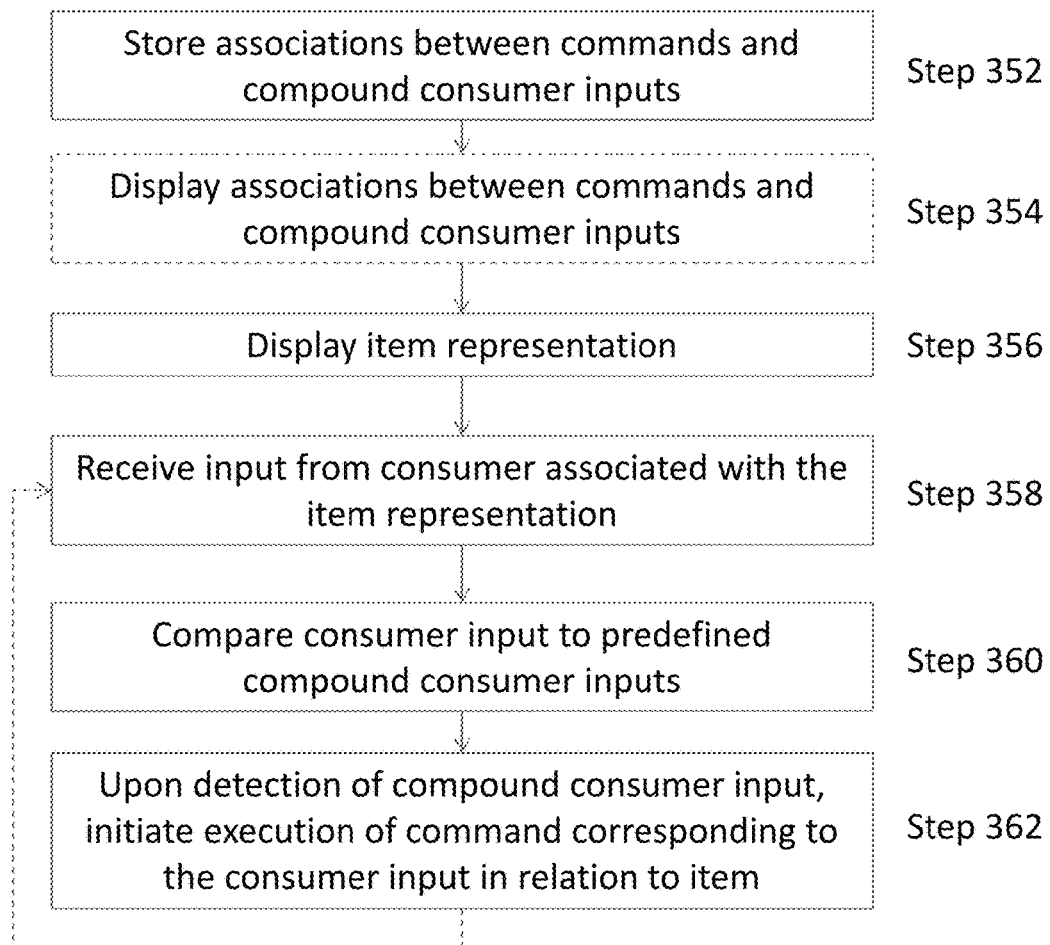 Store associations between commands and
compound consumer inputs
Step 352
Display associations between commands and
compound consumer inputs
Step 354
Display item representation
Step 356
Receive input from consumer associated with the
item representation
Step 358
Compare consumer input to predefined
compound consumer inputs
Step 360
Upon detection of compound consumer input,
initiate execution of command corresponding to
the consumer input in relation to item
Step 362